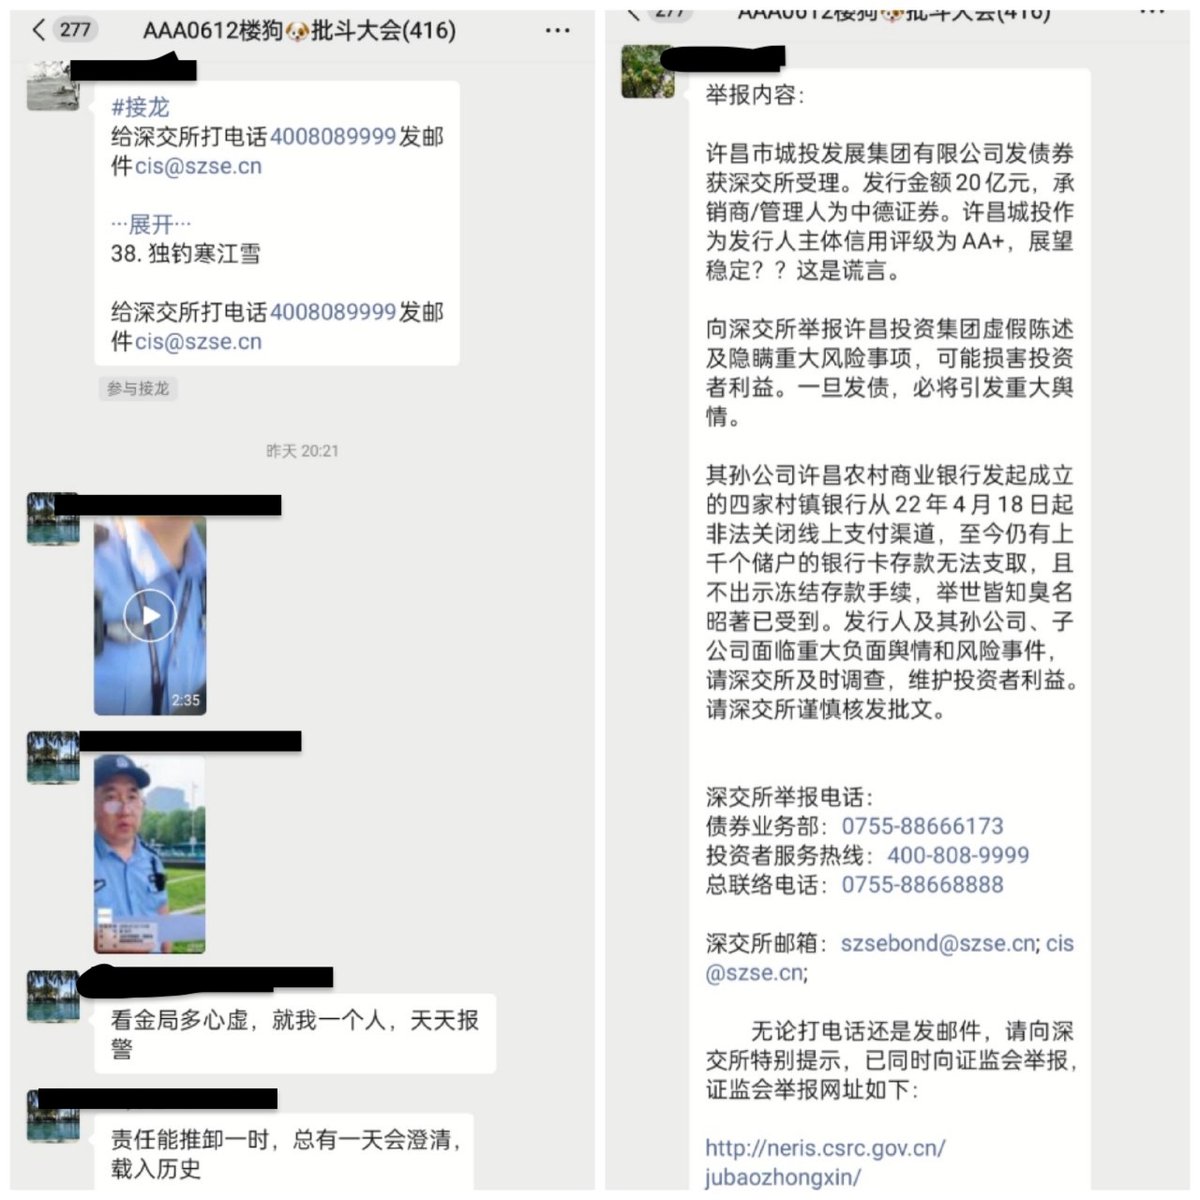 277
AAA0612楼狗🐶批斗大会(416)
#接龙
给深交所打电话4008089999发邮
件cis@szse.cn
···展开···
38. 独钓寒江雪
给深交所打电话4008089999发邮
件cis@szse.cn
参与接龙
昨天 20:21
2:35
看金局多心虚，就我一个人，天天报
警
责任能推卸一时，总有一天会澄清，
载入历史
277
AAA0612楼狗🐶批斗大会(416)
举报内容：
许昌市城投发展集团有限公司发债券
获深交所受理。发行金额20亿元，承
销商/管理人为中德证券。许昌城投作
为发行人主体信用评级为AA+，展望
稳定？？这是谎言。
向深交所举报许昌投资集团虚假陈述
及隐瞒重大风险事项，可能损害投资
者利益。一旦发债，必将引发重大舆
情。
其孙公司许昌农村商业银行发起成立
的四家村镇银行从22年4月18日起
非法关闭线上支付渠道，至今仍有上
千个储户的银行卡存款无法支取，且
不出示冻结存款手续，举世皆知臭名
昭著已受到。发行人及其孙公司、子
公司面临重大负面舆情和风险事件，
请深交所及时调查，维护投资者利益。
请深交所谨慎核发批文。
深交所举报电话：
债券业务部：0755-88666173
投资者服务热线：400-808-9999
总联络电话：0755-88668888
深交所邮箱：szsebond@szse.cn; cis
@szse.cn;
无论打电话还是发邮件，请向深
交所特别提示，已同时向证监会举报，
证监会举报网址如下：
http://neris.csrc.gov.cn/
jubaozhongxin/